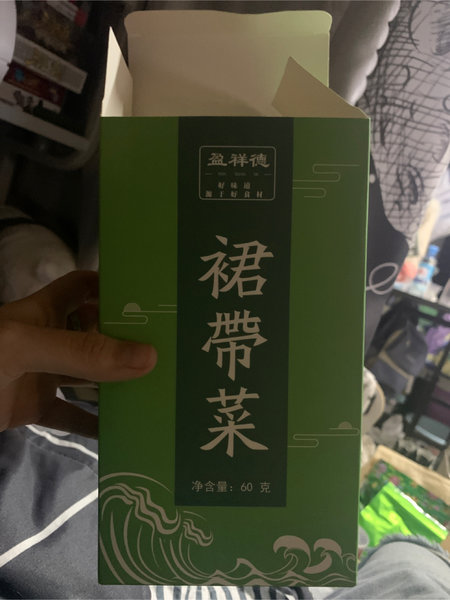 盈祥德
好味道
源于好食材
裙帶菜
净含量：60 克